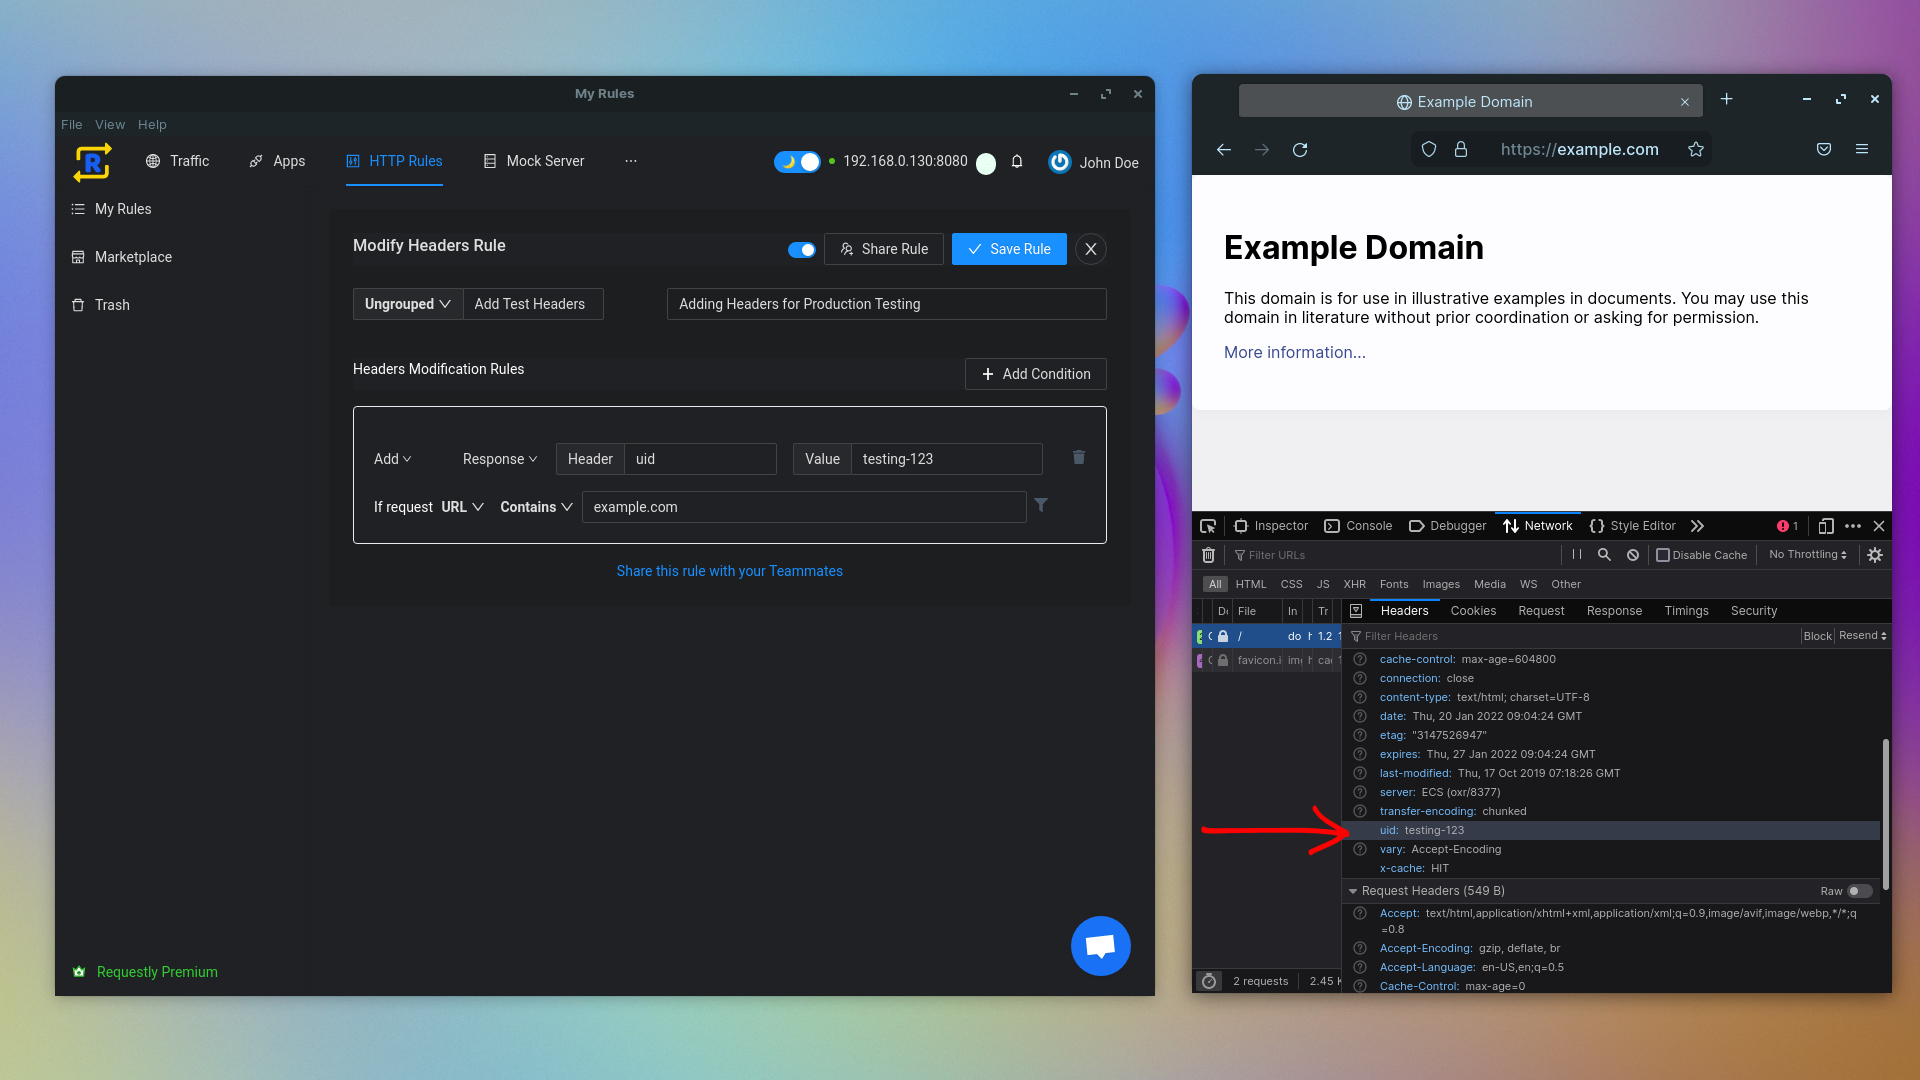 My Rules
File View Help
R
Traffic Apps HTTP Rules Mock Server ... 192.168.0.130:8080 John Doe
My Rules
Marketplace
Trash
Modify Headers Rule Share Rule Save Rule X
Ungrouped Add Test Headers Adding Headers for Production Testing
Headers Modification Rules + Add Condition
Add Response Header uid Value testing-123
If request URL Contains example.com
Share this rule with your Teammates
Requestly Premium
Example Domain
https://example.com
Example Domain
This domain is for use in illustrative examples in documents. You may use this
domain in literature without prior coordination or asking for permission.
More information...
Inspector Console Debugger Network Style Editor 1
Filter URLs Disable Cache No Throttling
All HTML CSS JS XHR Fonts Images Media WS Other
File In Tr Headers Cookies Request Response Timings Security
/ do 1.2 Filter Headers Block Resend
favicon.i cache-control: max-age=604800
connection: close
content-type: text/html; charset=UTF-8
date: Thu, 20 Jan 2022 09:04:24 GMT
etag: "3147526947"
expires: Thu, 27 Jan 2022 09:04:24 GMT
last-modified: Thu, 17 Oct 2019 07:18:26 GMT
server: ECS (oxr/8377)
transfer-encoding: chunked
uid: testing-123
vary: Accept-Encoding
x-cache: HIT
Request Headers (549 B) Raw
Accept: text/html,application/xhtml+xml,application/xml;q=0.9,image/avif,image/webp,*/*;q
=0.8
Accept-Encoding: gzip, deflate, br
Accept-Language: en-US,en;q=0.5
Cache-Control: max-age=0
2 requests 2.45